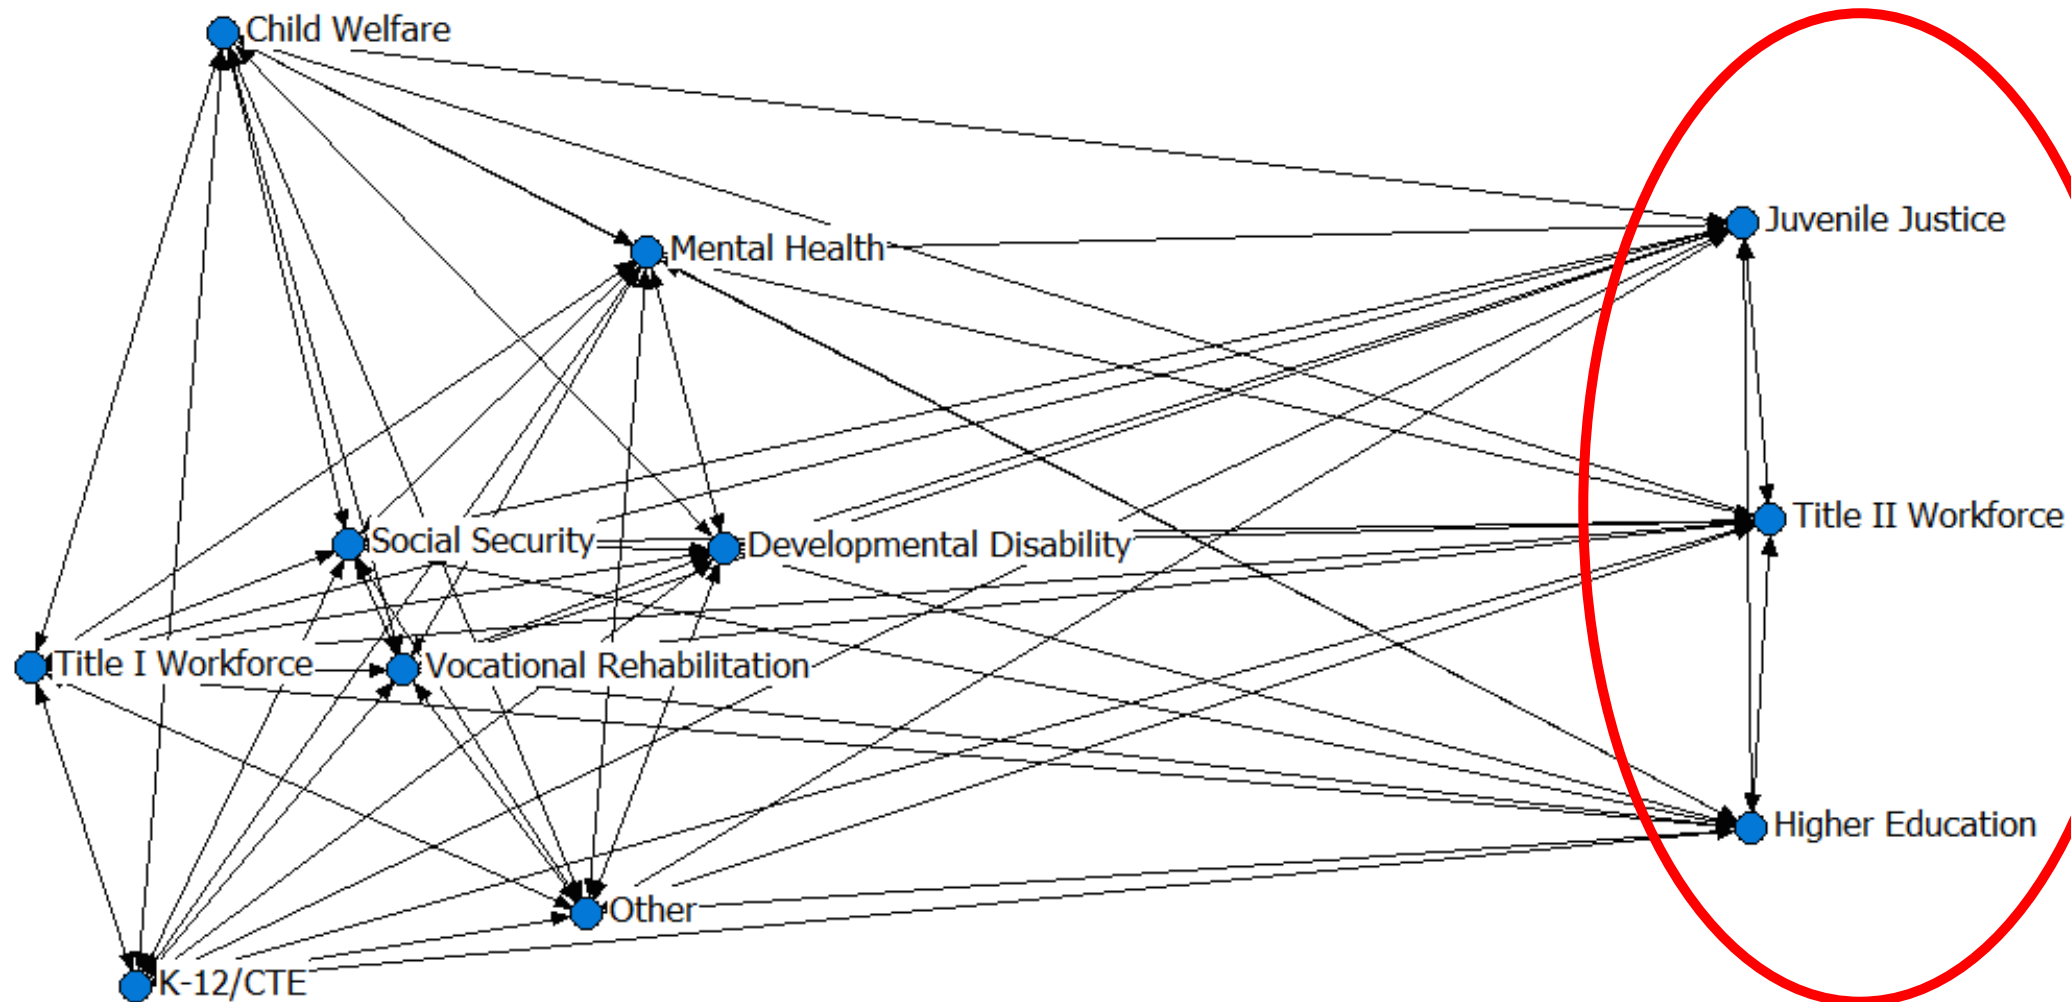 Child Welfare
Juvenile Justice
Mental Health
Title II Workforce
Social Security
Developmental Disability
Title I Workforce
Vocational Rehabilitation
Higher Education
Other
K-12/CTE